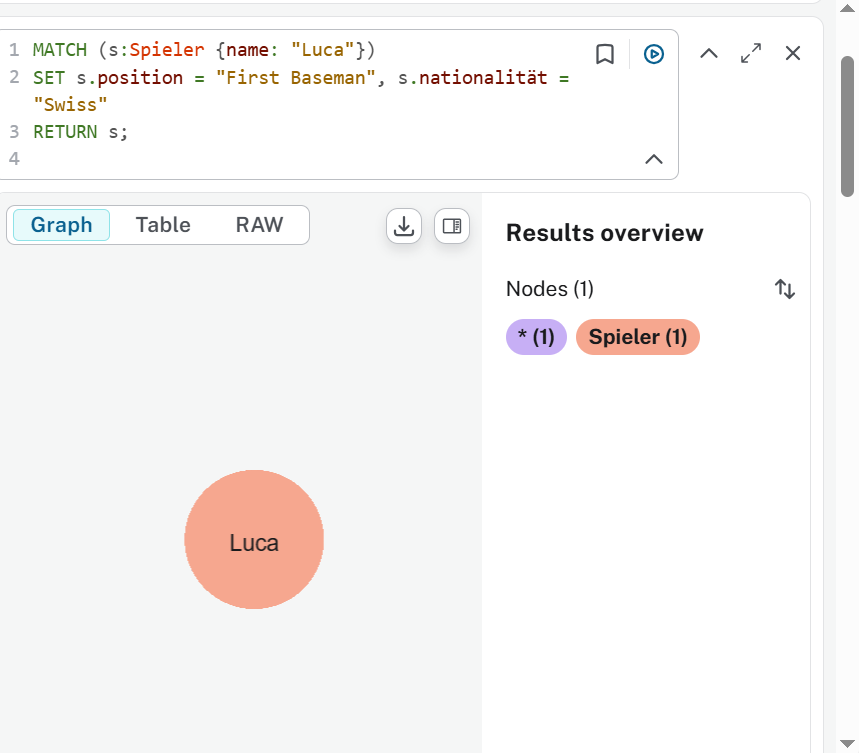 1 MATCH (s:Spieler {name: "Luca"})
2 SET s.position = "First Baseman", s.nationalität =
"Swiss"
3 RETURN s;
4
Graph Table RAW
Results overview
Nodes (1)
* (1) Spieler (1)
Luca